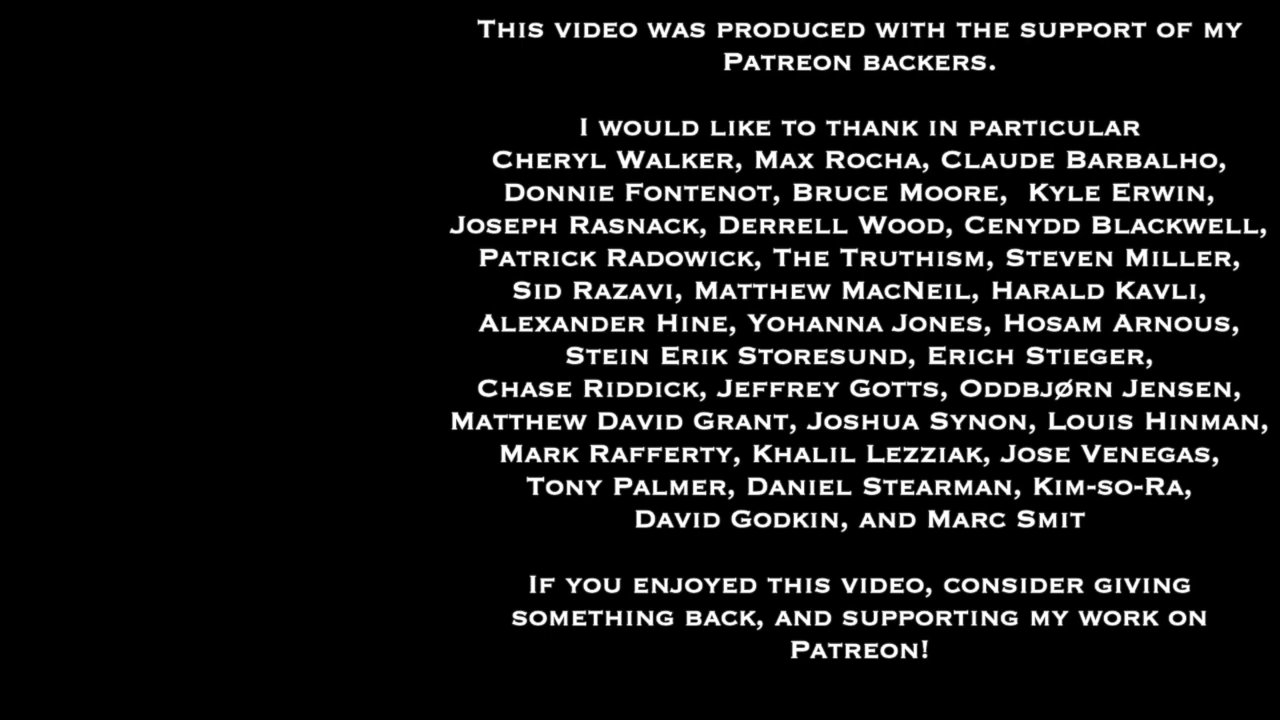 This video was produced with the support of my
Patreon backers.
I would like to thank in particular
Cheryl Walker, Max Rocha, Claude Barbalho,
Donnie Fontenot, Bruce Moore,  Kyle Erwin,
Joseph Rasnack, Derrell Wood, Cenydd Blackwell,
Patrick Radowick, The Truthism, Steven Miller,
Sid Razavi, Matthew MacNeil, Harald Kavli,
Alexander Hine, Yohanna Jones, Hosam Arnous,
Stein Erik Storesund, Erich Stieger,
Chase Riddick, Jeffrey Gotts, Oddbjørn Jensen,
Matthew David Grant, Joshua Synon, Louis Hinman,
Mark Rafferty, Khalil Lezziak, Jose Venegas,
Tony Palmer, Daniel Stearman, Kim-so-Ra,
David Godkin, and Marc Smit
If you enjoyed this video, consider giving
something back, and supporting my work on
Patreon!